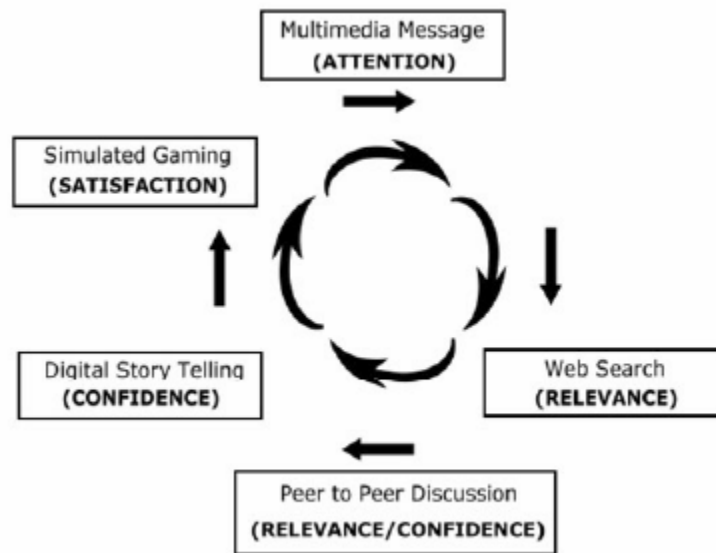 Multimedia Message
(ATTENTION)
Simulated Gaming
(SATISFACTION)
Digital Story Telling
(CONFIDENCE)
Web Search
(RELEVANCE)
Peer to Peer Discussion
(RELEVANCE/CONFIDENCE)